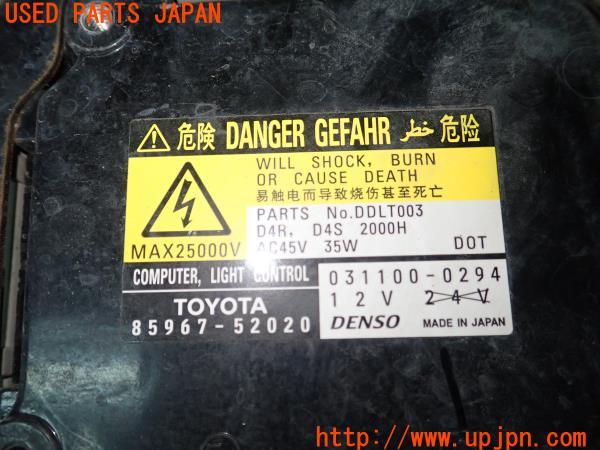 USED PARTS JAPAN
危険 DANGER GEFAHR خطر 危险
WILL SHOCK, BURN
OR CAUSE DEATH
易触电而导致烧伤甚至死亡
MAX25000V
PARTS No.DDLT003
D4R, D4S 2000H
AC45V 35W DOT
COMPUTER, LIGHT CONTROL
TOYOTA
85967-52020
031100-0294
12V 24V
DENSO MADE IN JAPAN
http://www.upjpn.com